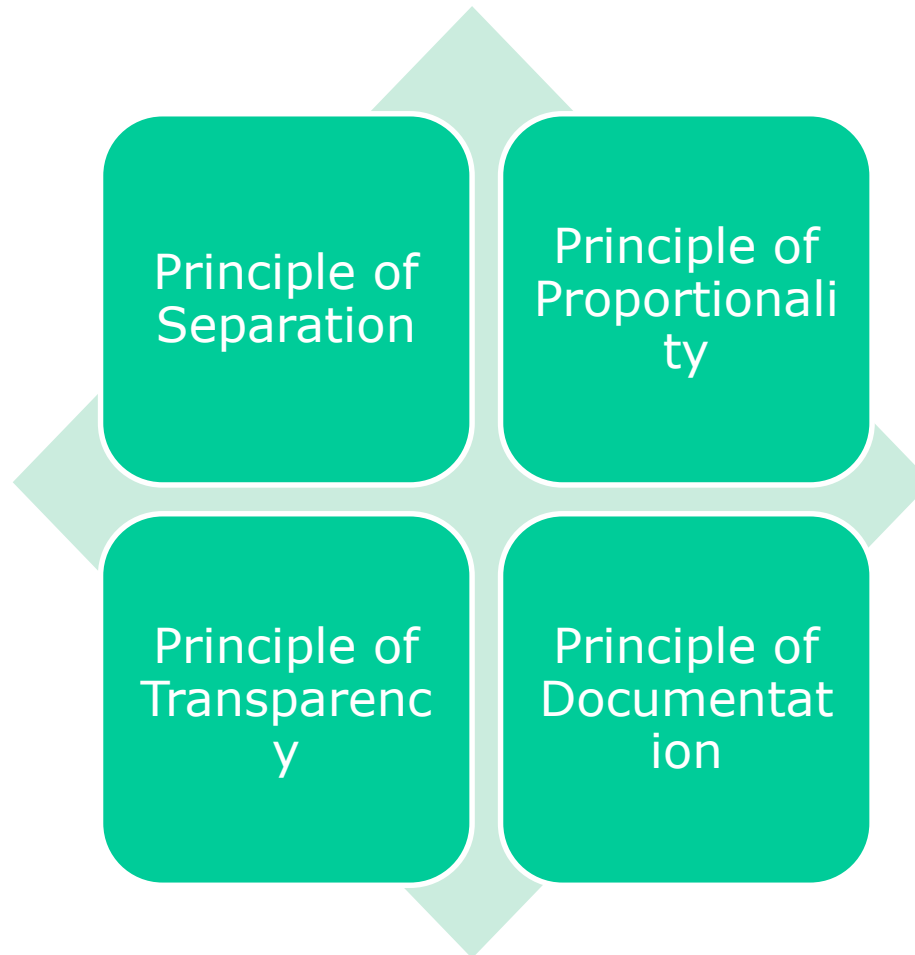 Principle of
Separation
Principle of
Proportionali
ty
Principle of
Transparenc
y
Principle of
Documentat
ion